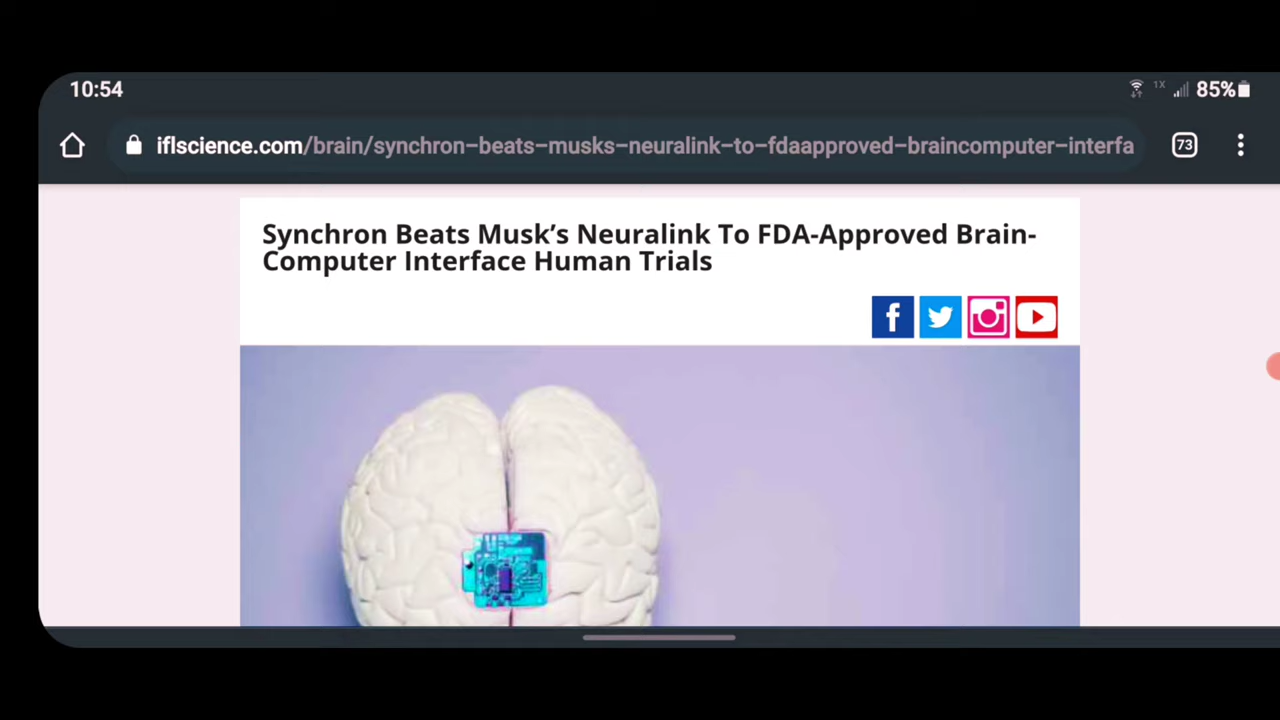 10:54
1X 85%
iflscience.com/brain/synchron-beats-musks-neuralink-to-fdaapproved-braincomputer-interfa
73
Synchron Beats Musk's Neuralink To FDA-Approved Brain-
Computer Interface Human Trials